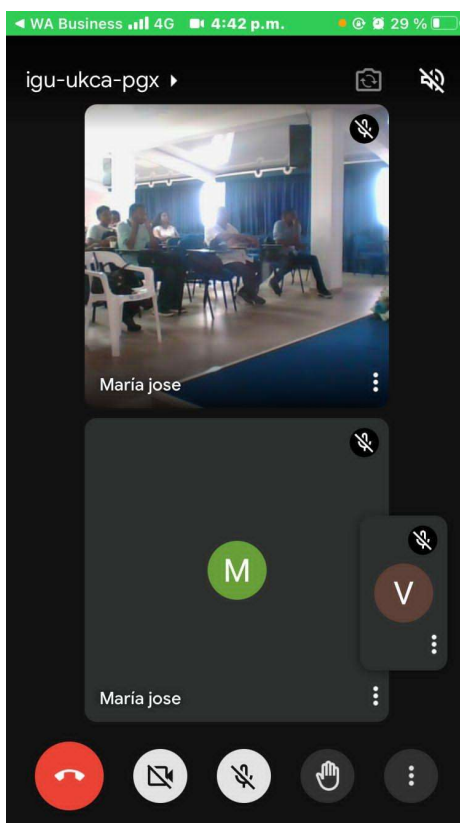 ◀ WA Business 4G 4:42 p.m. 29 %
igu-ukca-pgx
María jose
M
V
María jose